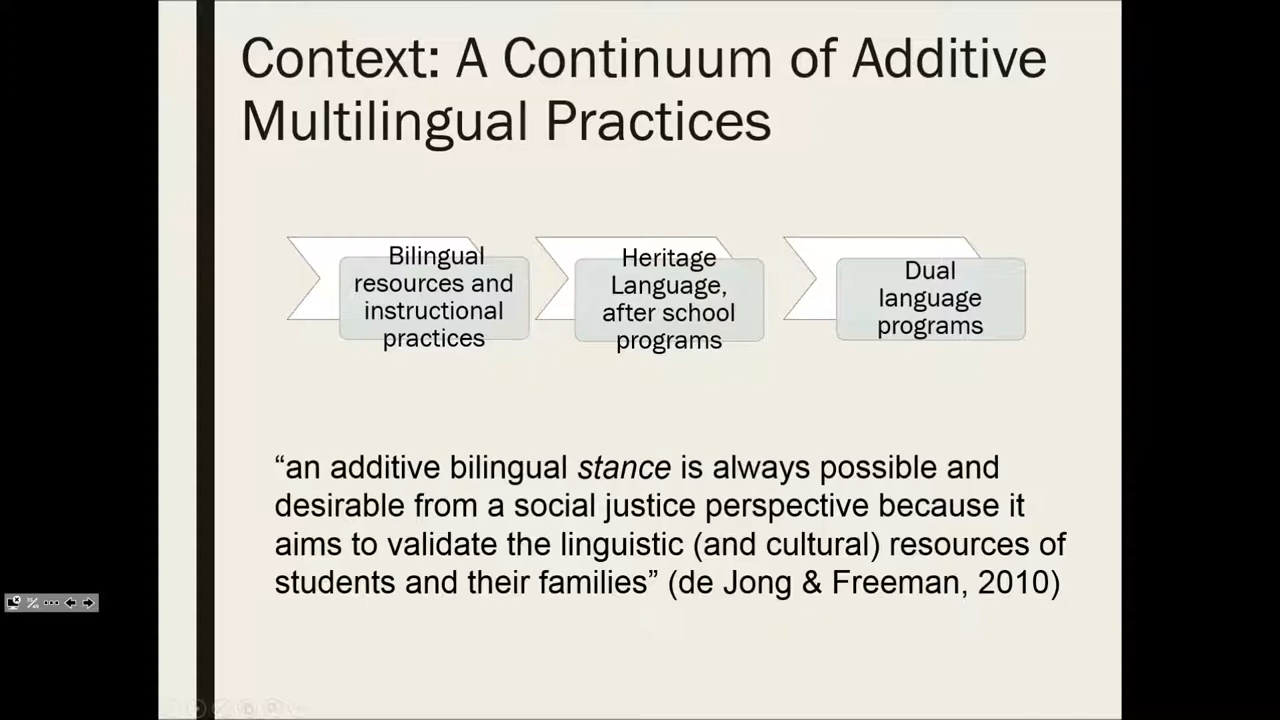 Context: A Continuum of Additive
Multilingual Practices
Bilingual
resources and
instructional
practices
Heritage
Language,
after school
programs
Dual
language
programs
“an additive bilingual stance is always possible and
desirable from a social justice perspective because it
aims to validate the linguistic (and cultural) resources of
students and their families” (de Jong & Freeman, 2010)